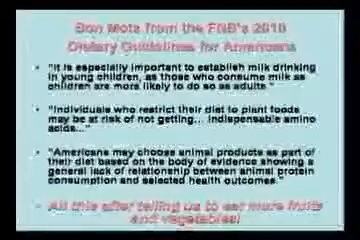 Bon Mots from the FNB's 2010
Dietary Guidelines for Americans
• "It is especially important to establish milk drinking
in young children, as those who consume milk as
children are more likely to do so as adults."
• "Individuals who restrict their diet to plant foods
may be at risk of not getting... indispensable amino
acids..."
• "Americans may choose animal products as part of
their diet based on the body of evidence showing a
general lack of relationship between animal protein
consumption and selected health outcomes."
• All this after telling us to eat more fruits
and vegetables!